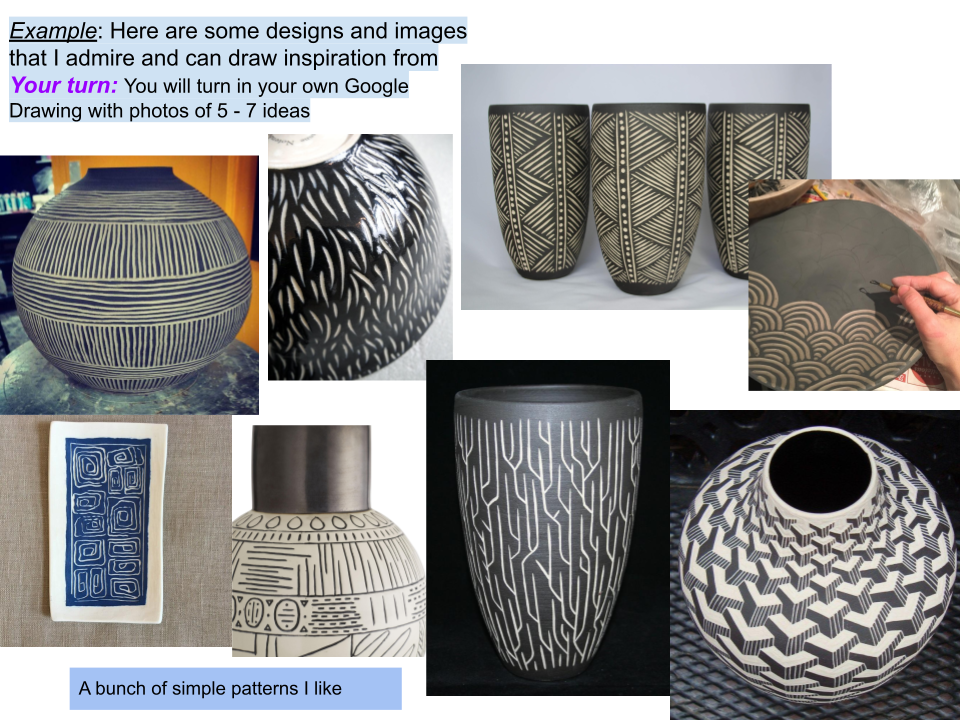 Example: Here are some designs and images
that I admire and can draw inspiration from
Your turn: You will turn in your own Google
Drawing with photos of 5 - 7 ideas
A bunch of simple patterns I like